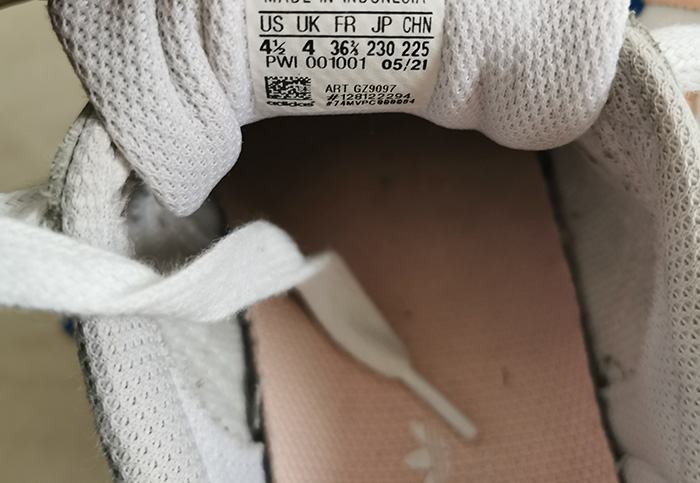 MADE IN INDONESIA
US UK FR JP CHN
4½ 4 36⅔ 230 225
PWI 001001 05/21
ART GZ9097
#128122294
adidas